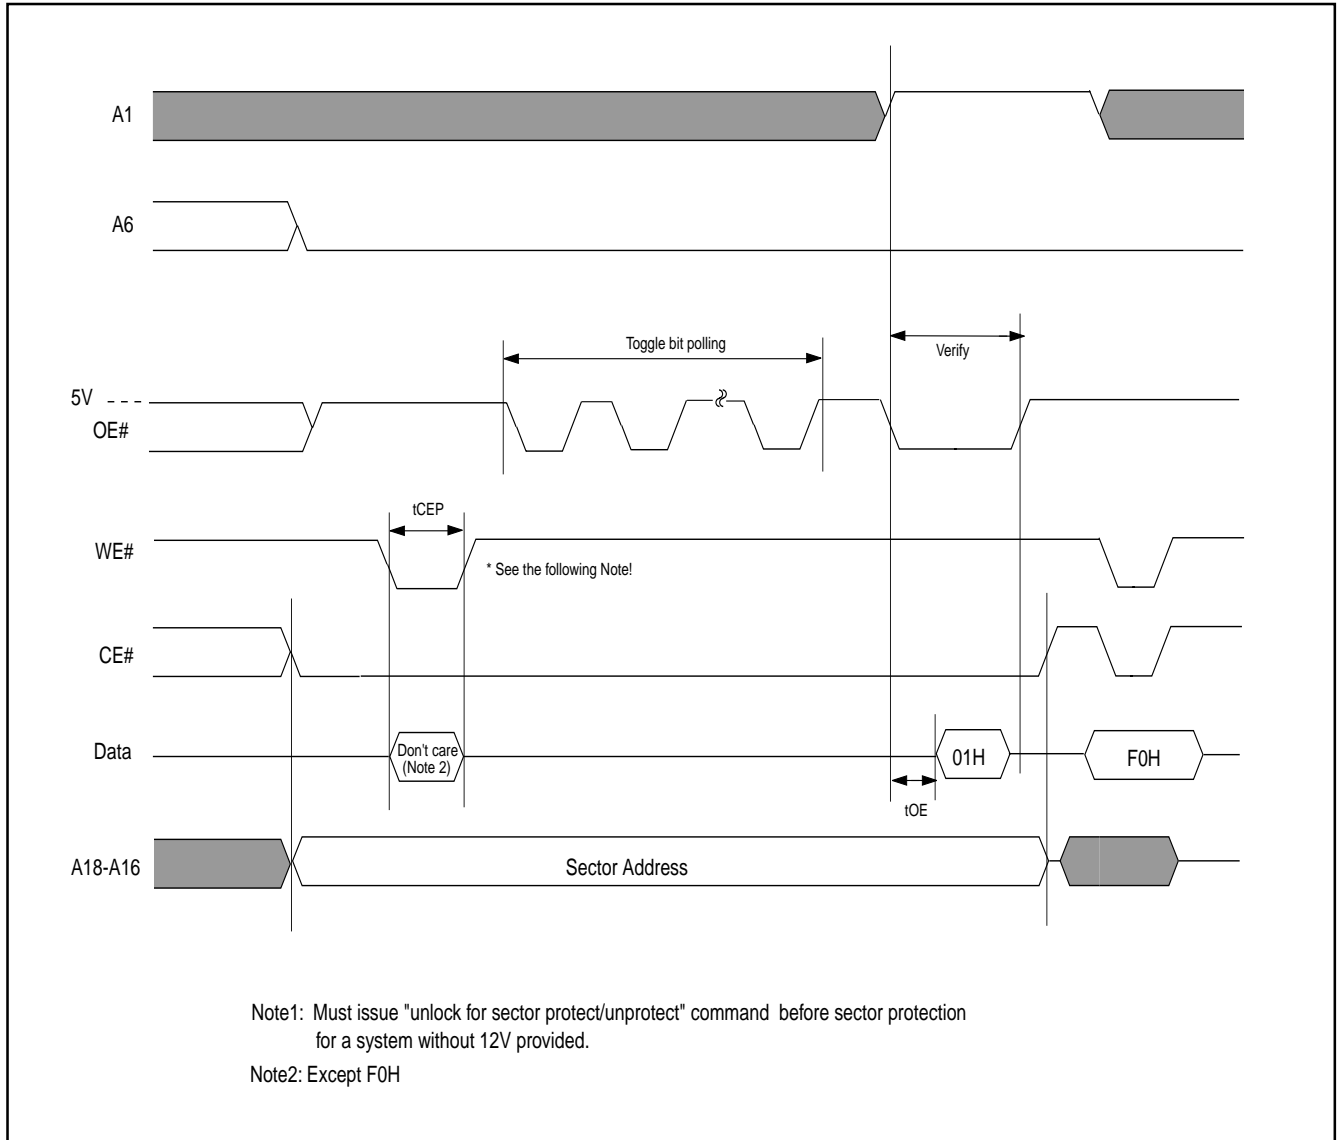 A1
A6
Toggle bit polling
Verify
5V
OE#
tCEP
WE#
* See the following Note!
CE#
Data
Don't care
(Note 2)
01H
F0H
tOE
A18-A16
Sector Address
Note1: Must issue "unlock for sector protect/unprotect" command before sector protection
for a system without 12V provided.
Note2: Except F0H